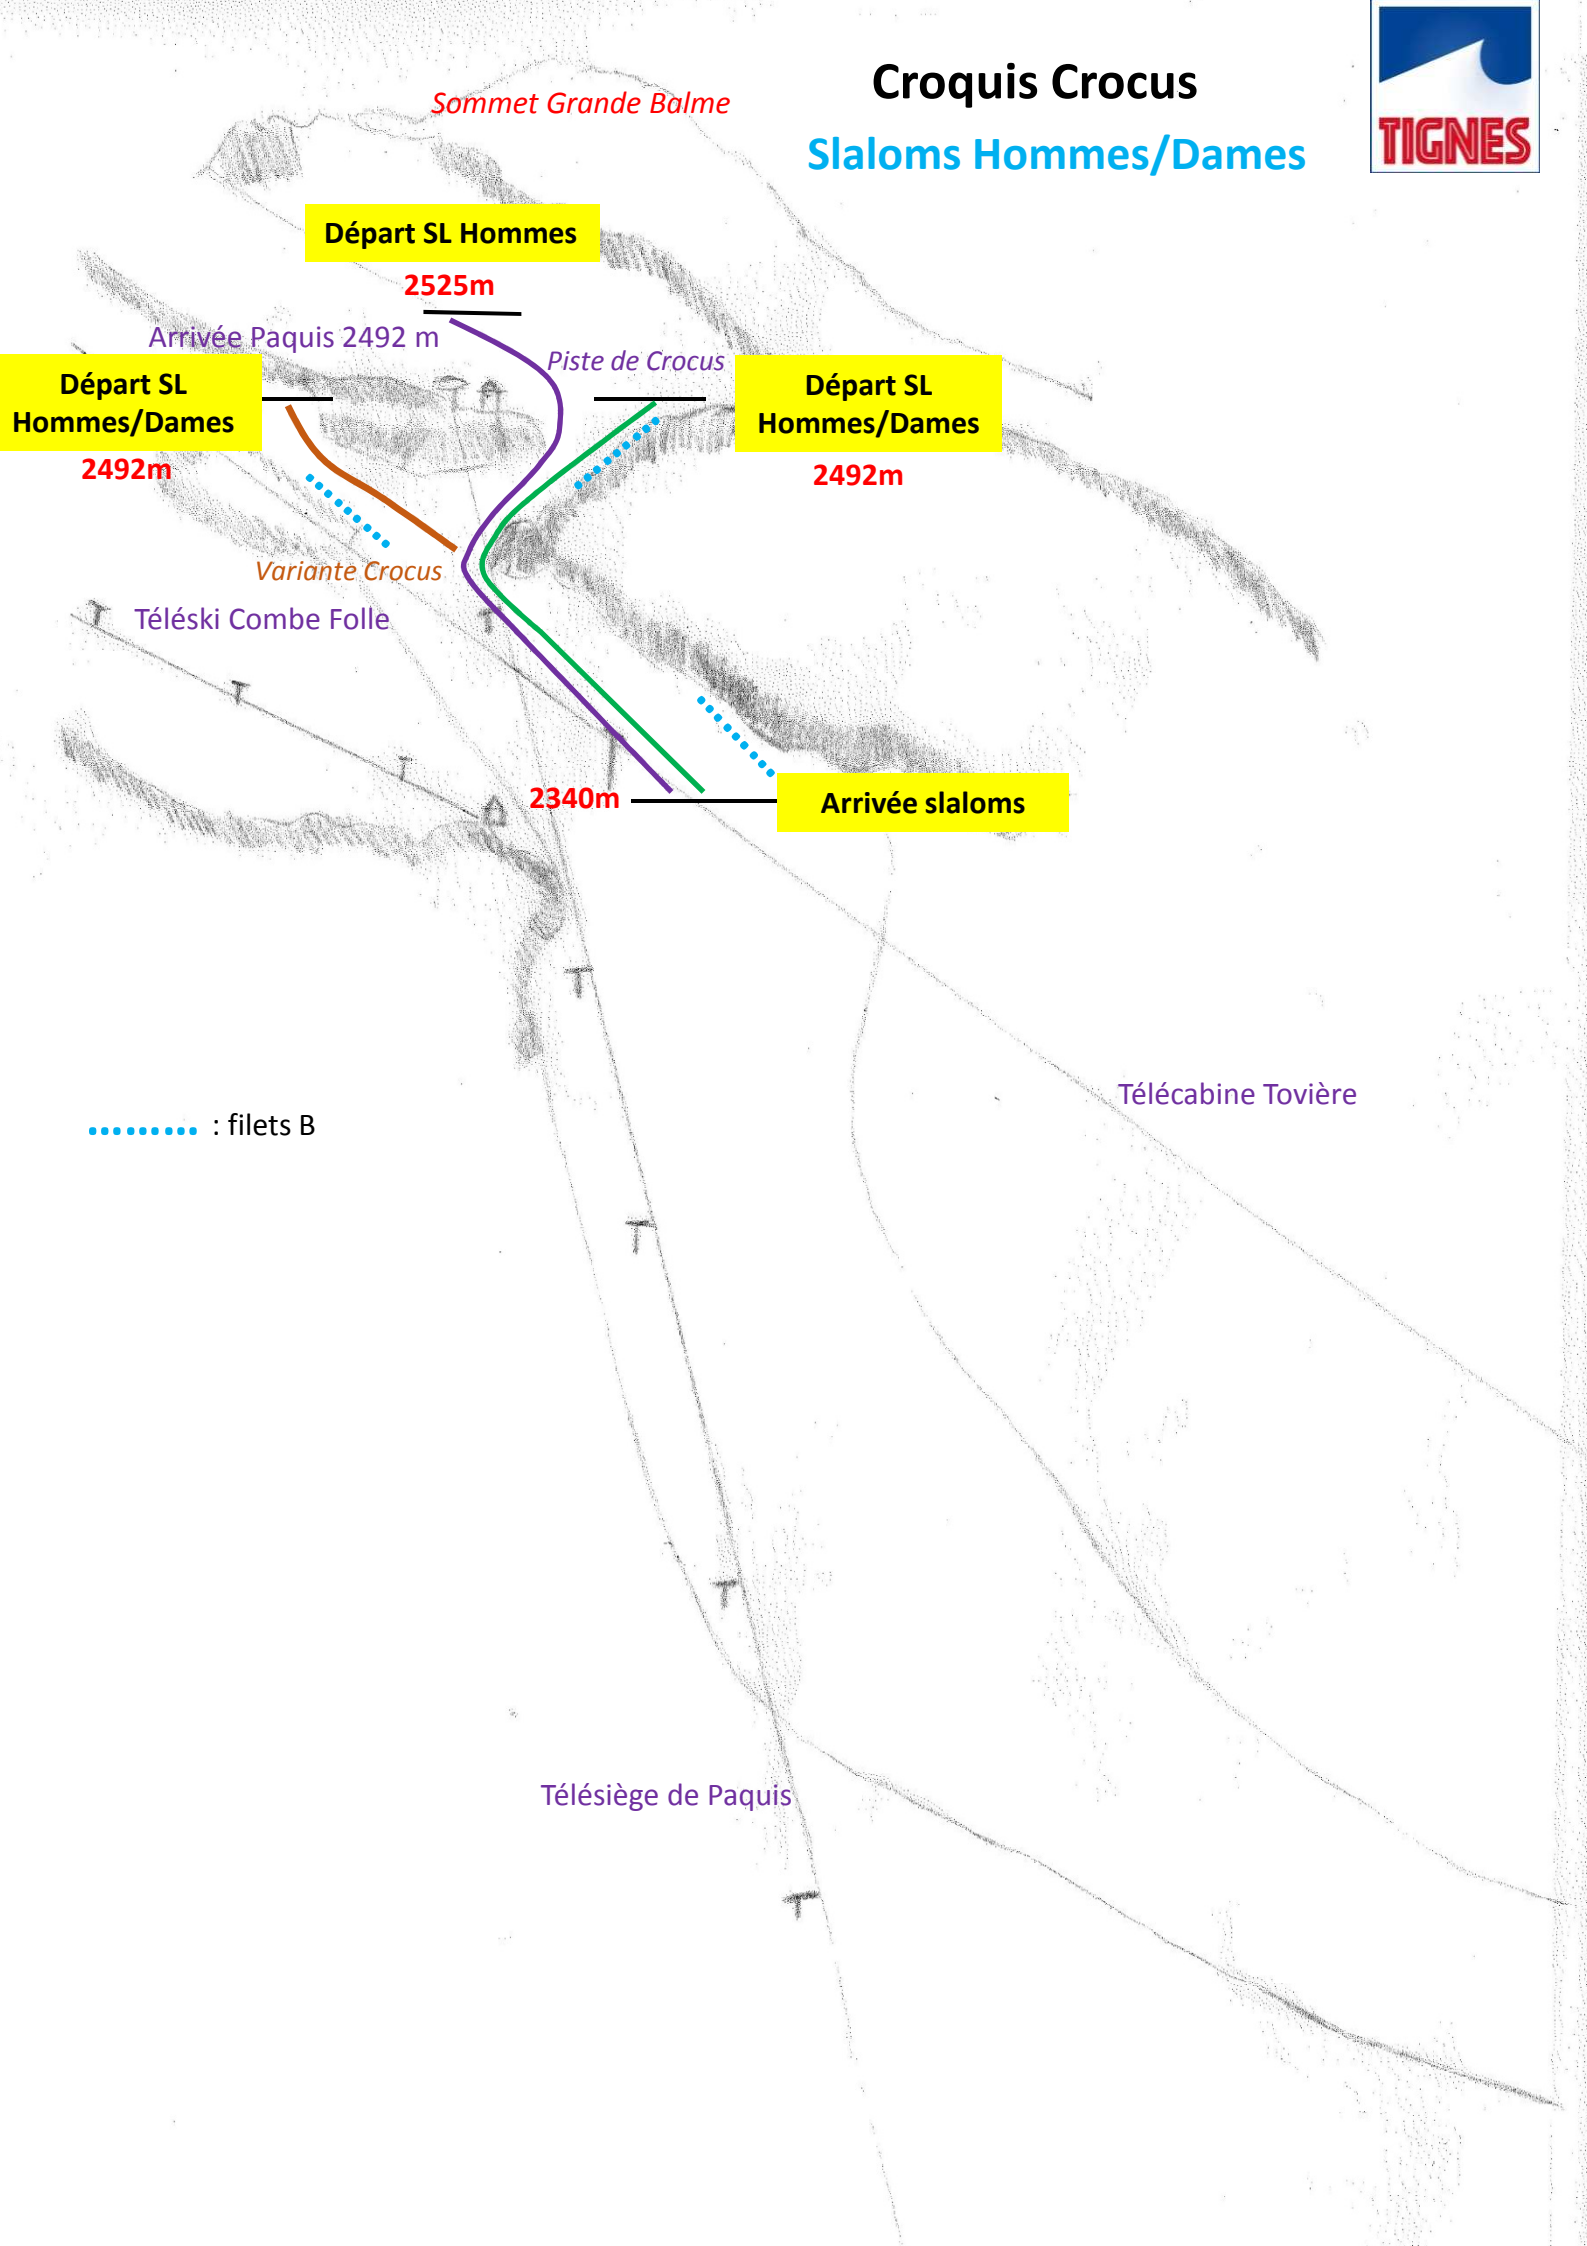 Croquis Crocus
Slaloms Hommes/Dames
TIGNES
Sommet Grande Balme
Départ SL Hommes
2525m
Arrivée Paquis 2492 m
Piste de Crocus
Départ SL
Hommes/Dames
2492m
Départ SL
Hommes/Dames
2492m
Variante Crocus
Téléski Combe Folle
2340m
Arrivée slaloms
Télécabine Tovière
: filets B
Télésiège de Paquis